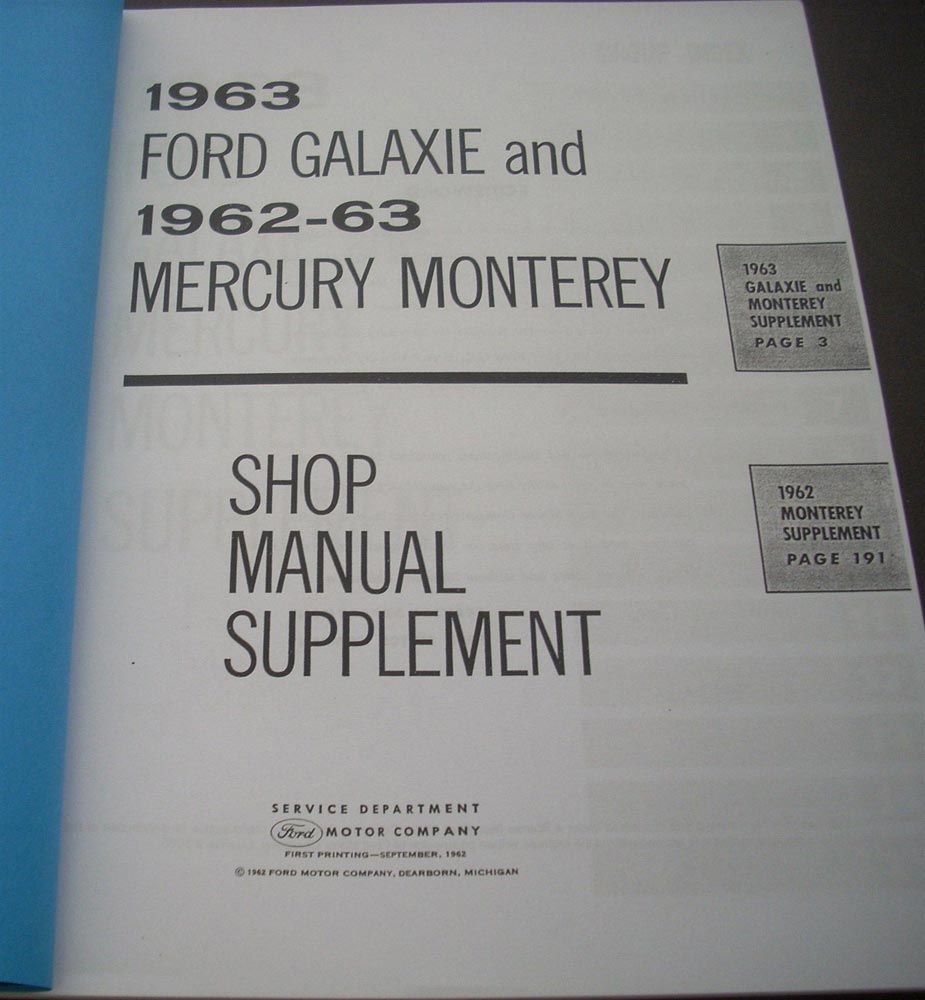 1963
FORD GALAXIE and
1962-63
MERCURY MONTEREY
1963
GALAXIE and
MONTEREY
SUPPLEMENT
PAGE 3
SHOP
MANUAL
SUPPLEMENT
1962
MONTEREY
SUPPLEMENT
PAGE 191
SERVICE DEPARTMENT
Ford MOTOR COMPANY
FIRST PRINTING—SEPTEMBER, 1962
© 1962 FORD MOTOR COMPANY, DEARBORN, MICHIGAN